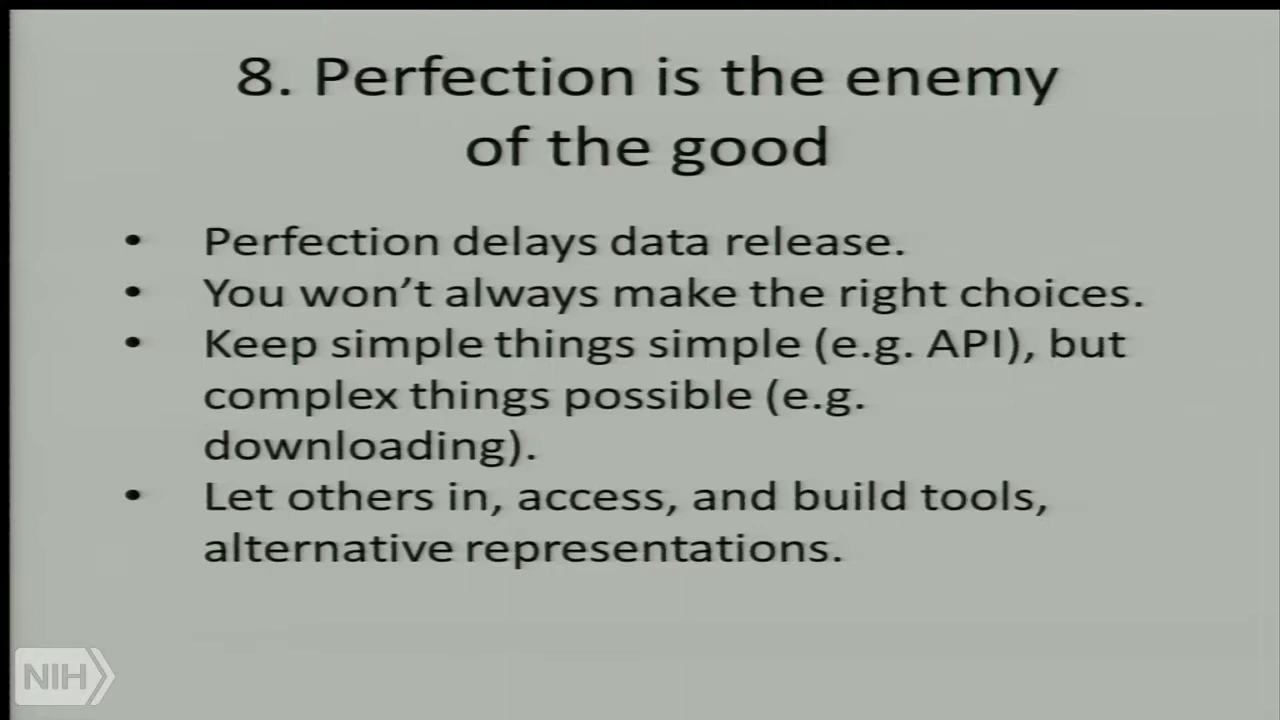 8. Perfection is the enemy
of the good
• Perfection delays data release.
• You won't always make the right choices.
• Keep simple things simple (e.g. API), but
complex things possible (e.g.
downloading).
• Let others in, access, and build tools,
alternative representations.
NIH